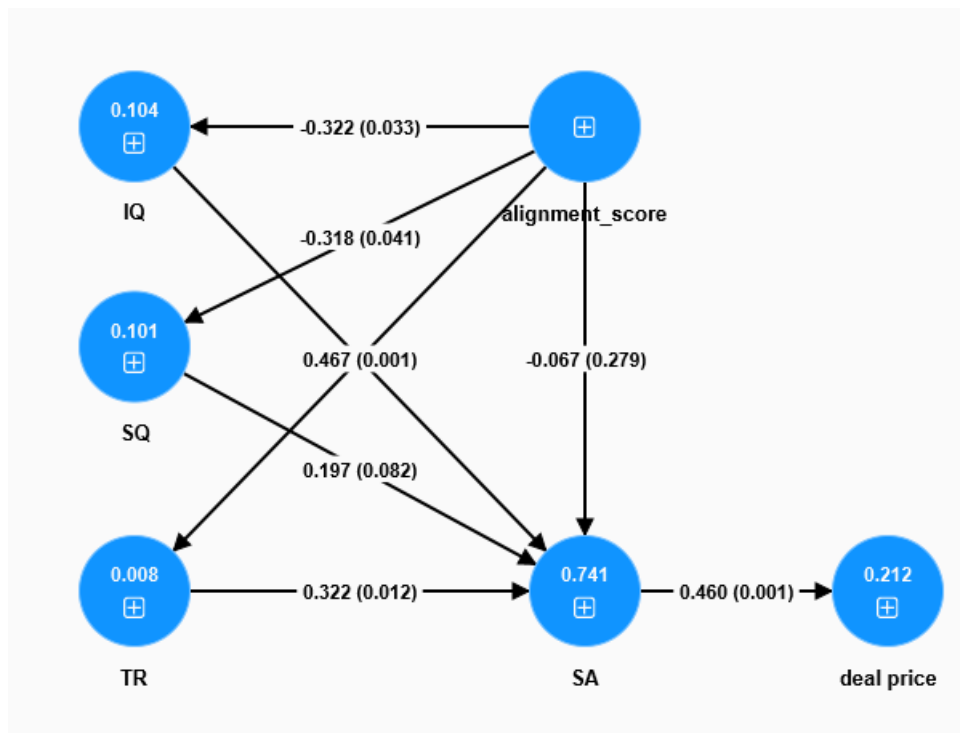 0.104
-0.322 (0.033)
IQ
alignment_score
-0.318 (0.041)
0.101
0.467 (0.001)
-0.067 (0.279)
SQ
0.197 (0.082)
0.008
0.322 (0.012)
0.741
0.460 (0.001)
0.212
TR
SA
deal price